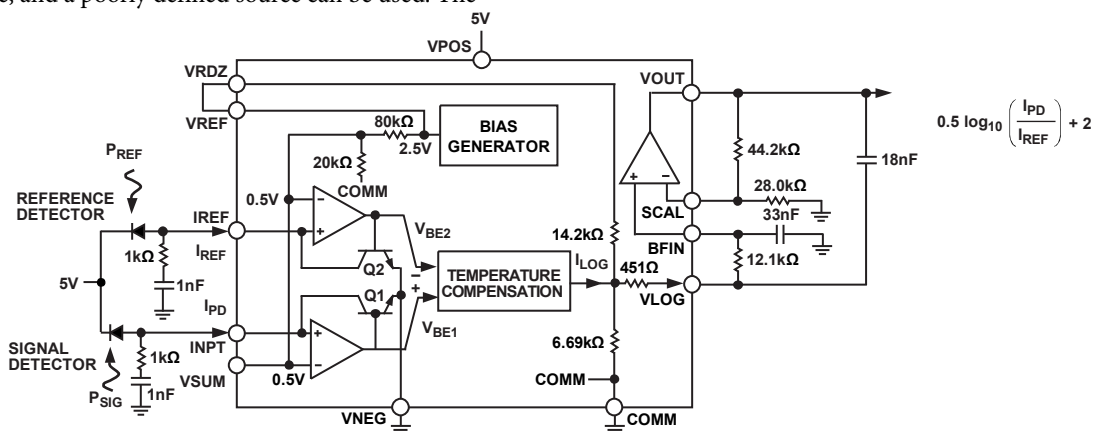 e, and a poorly defined source can be used. The
5V
VPOS
VRDZ
VOUT
VREF
80kΩ
2.5V
BIAS
GENERATOR
0.5 log10 (IPD/IREF) + 2
PREF
20kΩ
COMM
44.2kΩ
18nF
REFERENCE
DETECTOR
0.5V
28.0kΩ
IREF
SCAL
33nF
VBE2
1kΩ
IREF
14.2kΩ
BFIN
Q2
TEMPERATURE
COMPENSATION
ILOG
451Ω
12.1kΩ
5V
1nF
VLOG
IPD
Q1
VBE1
INPT
6.69kΩ
SIGNAL
DETECTOR
1kΩ
VSUM
0.5V
COMM
PSIG
1nF
VNEG
COMM